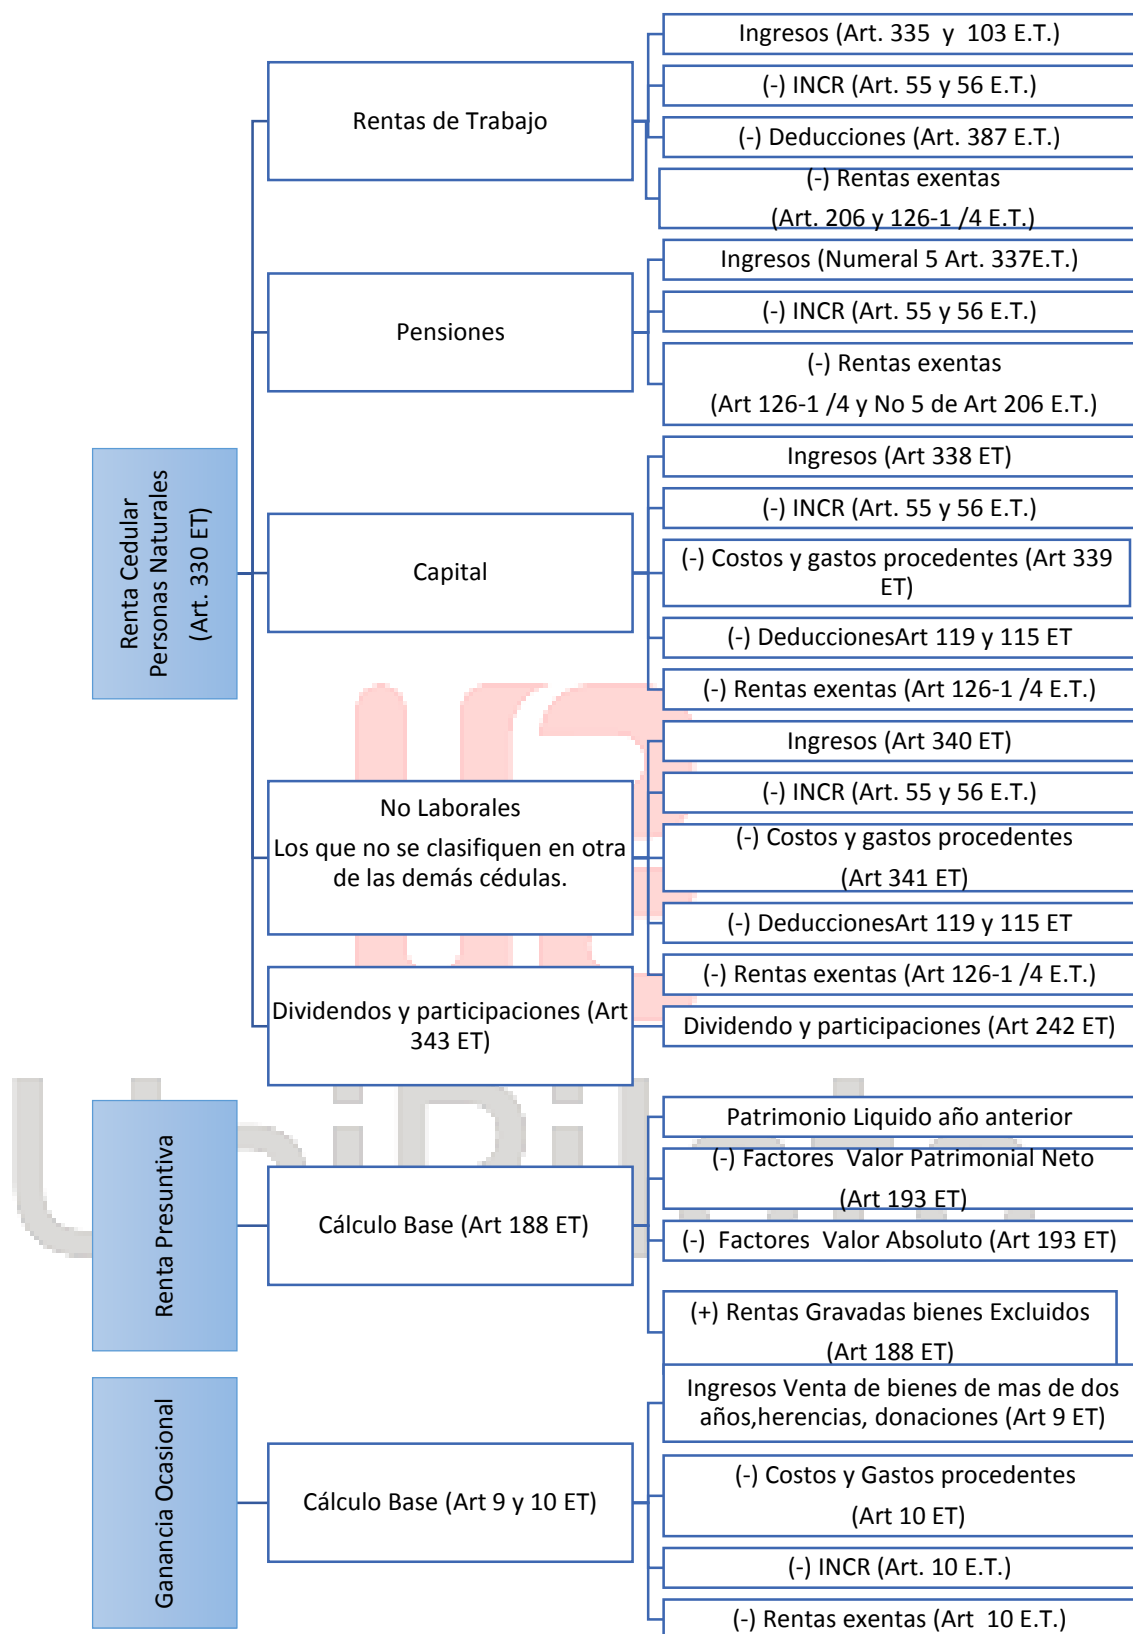 Renta Cedular
Personas Naturales
(Art. 330 ET)
Rentas de Trabajo
Ingresos (Art. 335  y  103 E.T.)
(-) INCR (Art. 55 y 56 E.T.)
(-) Deducciones (Art. 387 E.T.)
(-) Rentas exentas
(Art. 206 y 126-1 /4 E.T.)
Pensiones
Ingresos (Numeral 5 Art. 337E.T.)
(-) INCR (Art. 55 y 56 E.T.)
(-) Rentas exentas
(Art 126-1 /4 y No 5 de Art 206 E.T.)
Capital
Ingresos (Art 338 ET)
(-) INCR (Art. 55 y 56 E.T.)
(-) Costos y gastos procedentes (Art 339
ET)
(-) DeduccionesArt 119 y 115 ET
(-) Rentas exentas (Art 126-1 /4 E.T.)
No Laborales
Los que no se clasifiquen en otra
de las demás cédulas.
Ingresos (Art 340 ET)
(-) INCR (Art. 55 y 56 E.T.)
(-) Costos y gastos procedentes
(Art 341 ET)
(-) DeduccionesArt 119 y 115 ET
(-) Rentas exentas (Art 126-1 /4 E.T.)
Dividendos y participaciones (Art
343 ET)
Dividendo y participaciones (Art 242 ET)
Renta Presuntiva
Cálculo Base (Art 188 ET)
Patrimonio Liquido año anterior
(-) Factores  Valor Patrimonial Neto
(Art 193 ET)
(-)  Factores  Valor Absoluto (Art 193 ET)
(+) Rentas Gravadas bienes Excluidos
(Art 188 ET)
Ganancia Ocasional
Cálculo Base (Art 9 y 10 ET)
Ingresos Venta de bienes de mas de dos
años,herencias, donaciones (Art 9 ET)
(-) Costos y Gastos procedentes
(Art 10 ET)
(-) INCR (Art. 10 E.T.)
(-) Rentas exentas (Art  10 E.T.)